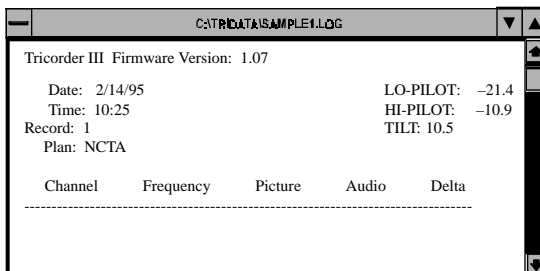 C:\TRIDATA\SAMPLE1.LOG
Tricorder III Firmware Version: 1.07
Date: 2/14/95 LO-PILOT: –21.4
Time: 10:25 HI-PILOT: –10.9
Record: 1 TILT: 10.5
Plan: NCTA
Channel Frequency Picture Audio Delta
--------------------------------------------------------------------------------------